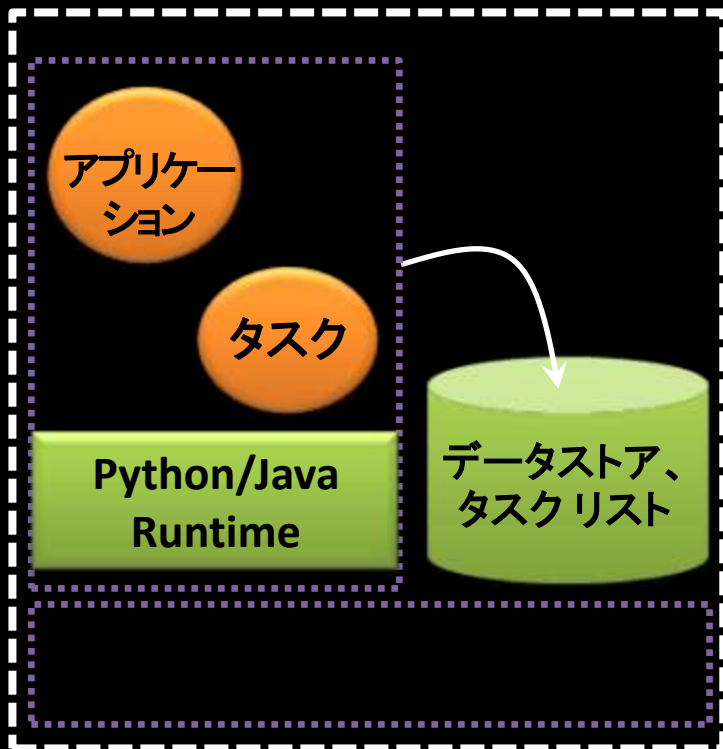 アプリケー
ション
タスク
Python/Java
Runtime
データストア、
タスク リスト